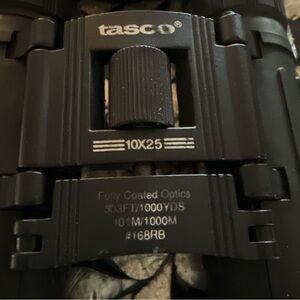 tasco®
10X25
Fully Coated Optics
303FT/1000YDS
101M/1000M
#168RB